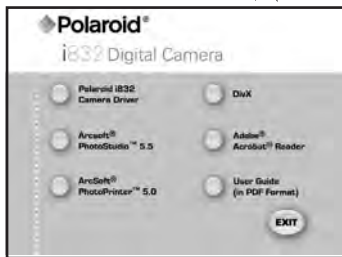 Polaroid®
i832 Digital Camera
Polaroid i832
Camera Driver
DivX
Arcsoft®
PhotoStudio™ 5.5
Adobe®
Acrobat® Reader
ArcSoft®
PhotoPrinter™ 5.0
User Guide
(in PDF Format)
EXIT